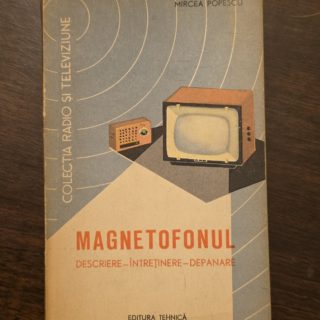 MIRCEA POPESCU
COLECȚIA RADIO ȘI TELEVIZIUNE
MAGNETOFONUL
DESCRIERE-ÎNTREȚINERE-DEPANARE
EDITURA TEHNICĂ